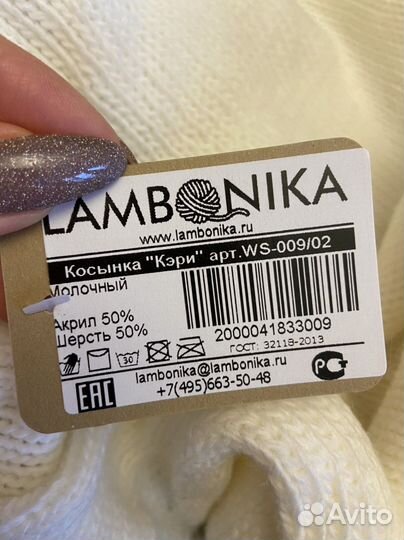 LAMBONIKA
www.lambonika.ru
Косынка "Кэри" арт.WS-009/02
Молочный
Акрил 50%
Шерсть 50%
30
2000041833009
ГОСТ: 32118-2013
lambonika@lambonika.ru
+7(495)663-50-48
EAC
Avito